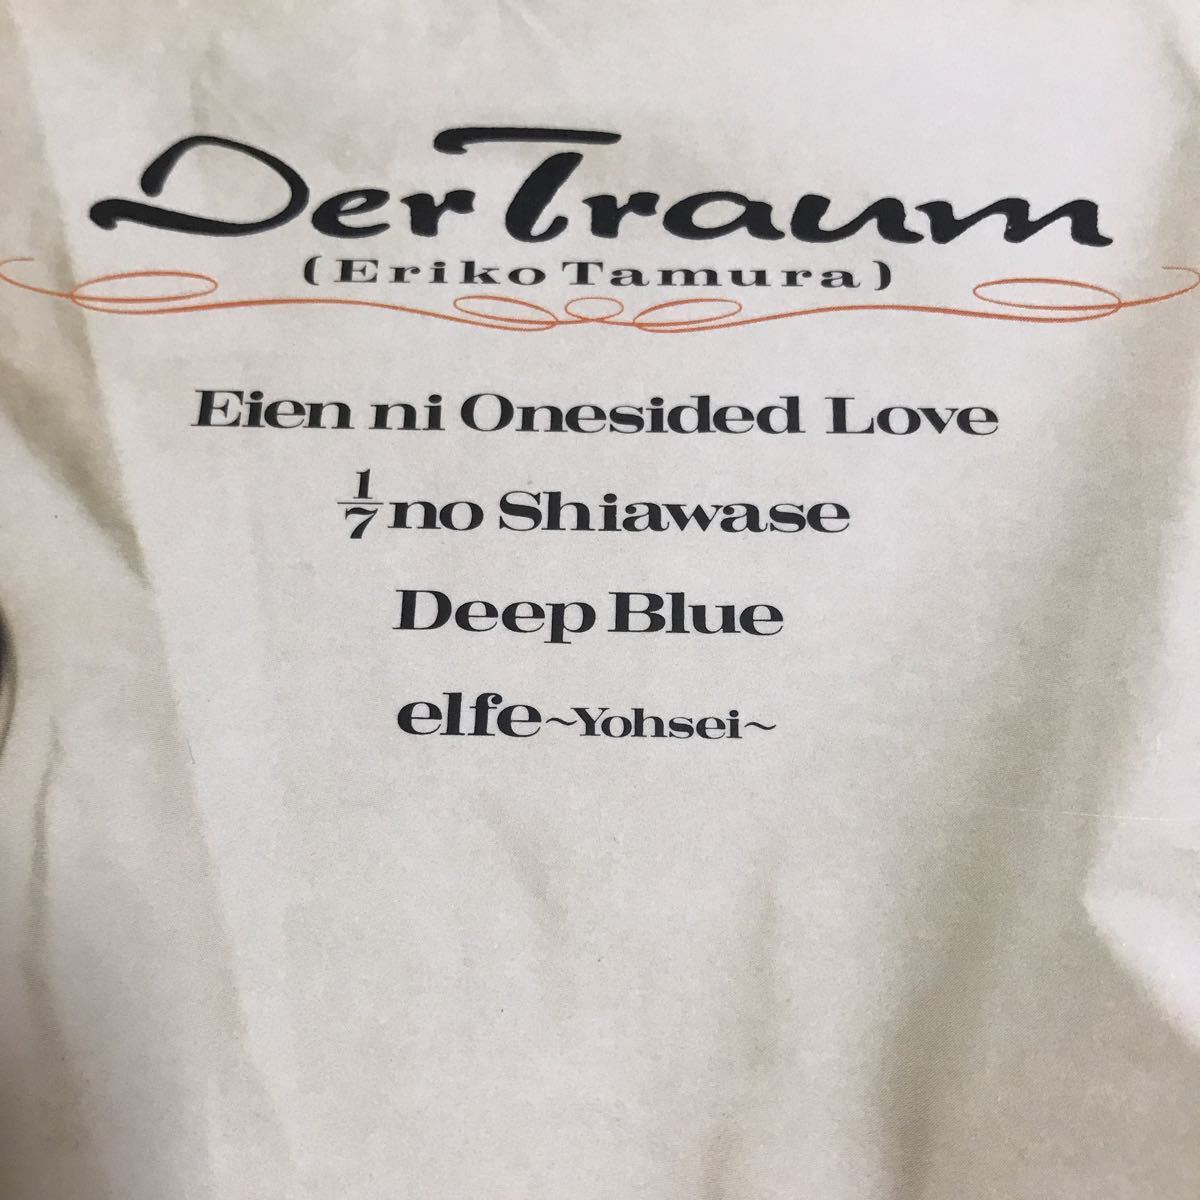 Der Traum
(Eriko Tamura)
Eien ni Onesided Love
1/7 no Shiawase
Deep Blue
elfe~Yohsei~